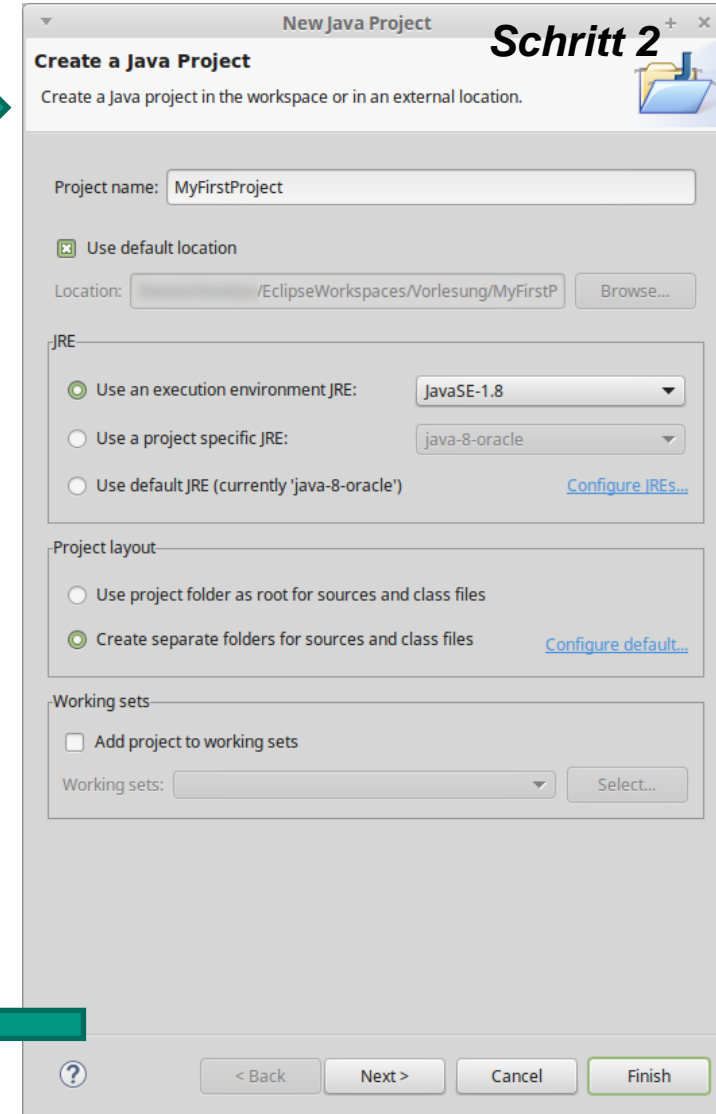 New Java Project
Schritt 2
Create a Java Project
Create a Java project in the workspace or in an external location.
Project name: MyFirstProject
Use default location
Location: /EclipseWorkspaces/Vorlesung/MyFirstP Browse...
JRE
Use an execution environment JRE: JavaSE-1.8
Use a project specific JRE: java-8-oracle
Use default JRE (currently 'java-8-oracle') Configure JREs...
Project layout
Use project folder as root for sources and class files
Create separate folders for sources and class files Configure default...
Working sets
Add project to working sets
Working sets: Select...
? < Back Next > Cancel Finish